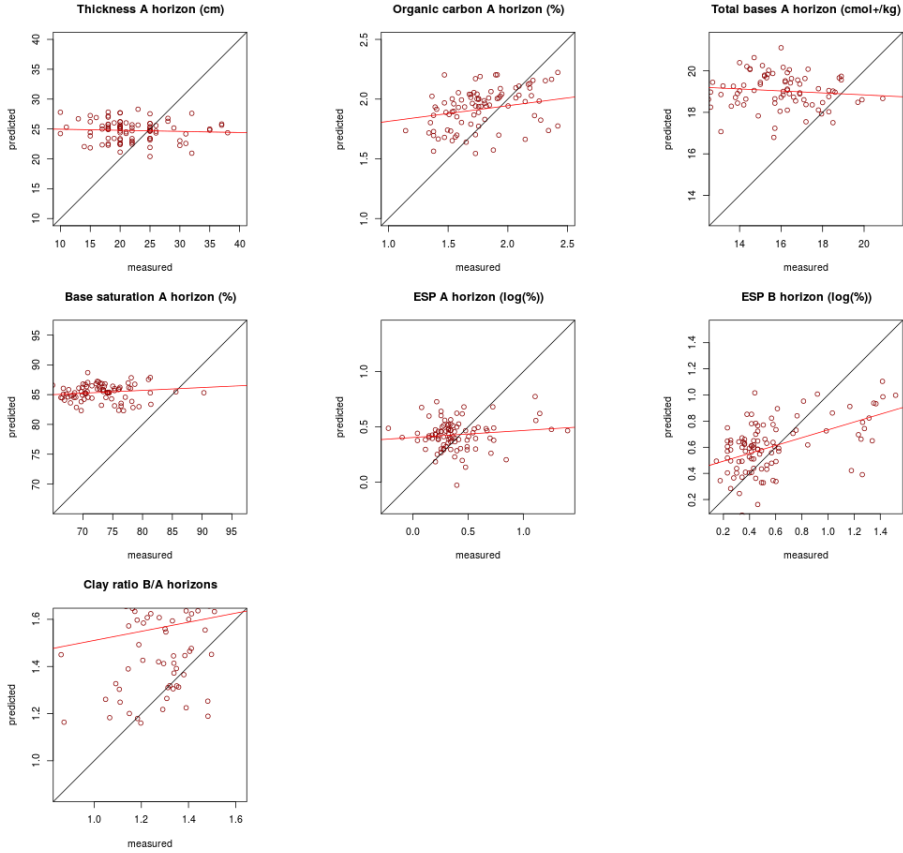 Thickness A horizon (cm)
predicted
10 15 20 25 30 35 40
10 15 20 25 30 35 40
measured
Organic carbon A horizon (%)
predicted
1.0 1.5 2.0 2.5
1.0 1.5 2.0 2.5
measured
Total bases A horizon (cmol+/kg)
predicted
14 16 18 20
14 16 18 20
measured
Base saturation A horizon (%)
predicted
70 75 80 85 90 95
70 75 80 85 90 95
measured
ESP A horizon (log(%))
predicted
0.0 0.5 1.0
0.0 0.5 1.0
measured
ESP B horizon (log(%))
predicted
0.2 0.4 0.6 0.8 1.0 1.2 1.4
0.2 0.4 0.6 0.8 1.0 1.2 1.4
measured
Clay ratio B/A horizons
predicted
1.0 1.2 1.4 1.6
1.0 1.2 1.4 1.6
measured